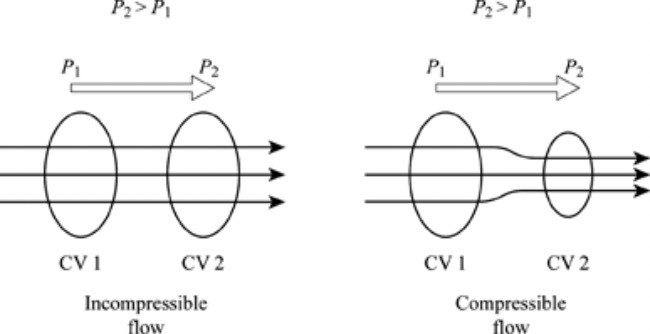 P₂ > P₁
P₁ P₂
CV 1 CV 2
Incompressible
flow
P₂ > P₁
P₁ P₂
CV 1 CV 2
Compressible
flow